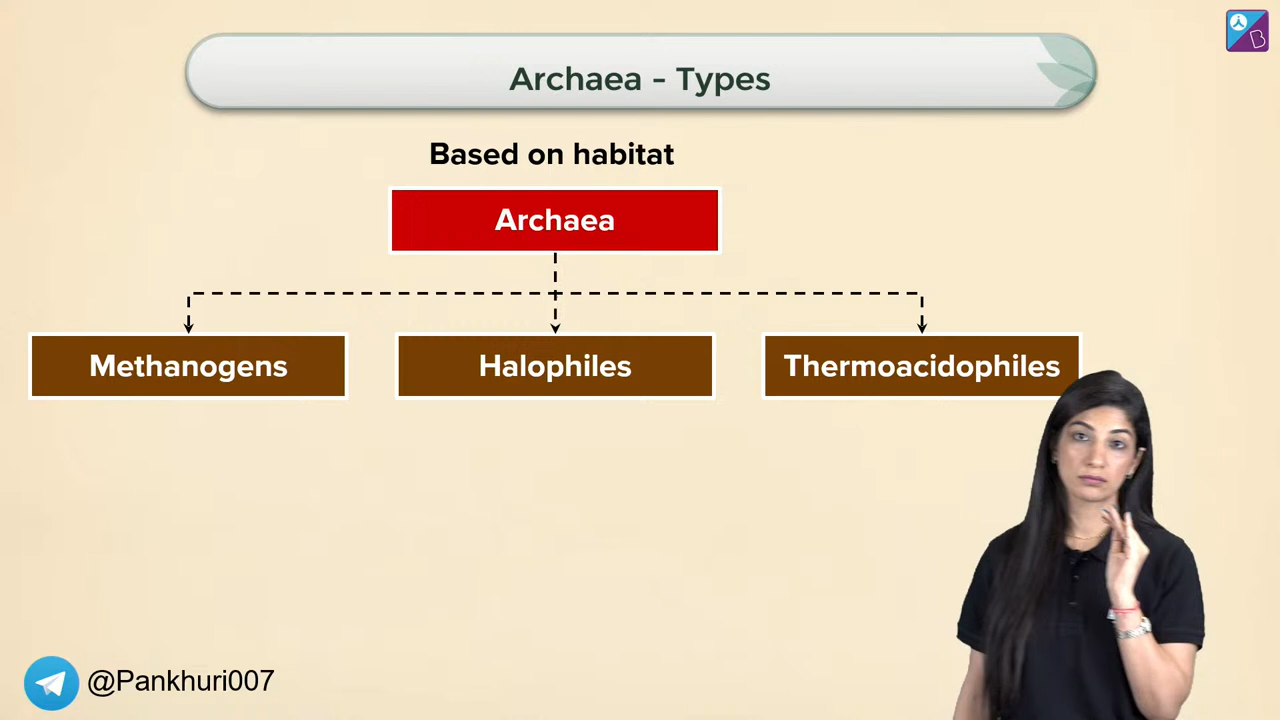 Archaea - Types
Based on habitat
Archaea
Methanogens
Halophiles
Thermoacidophiles
@Pankhuri007
B